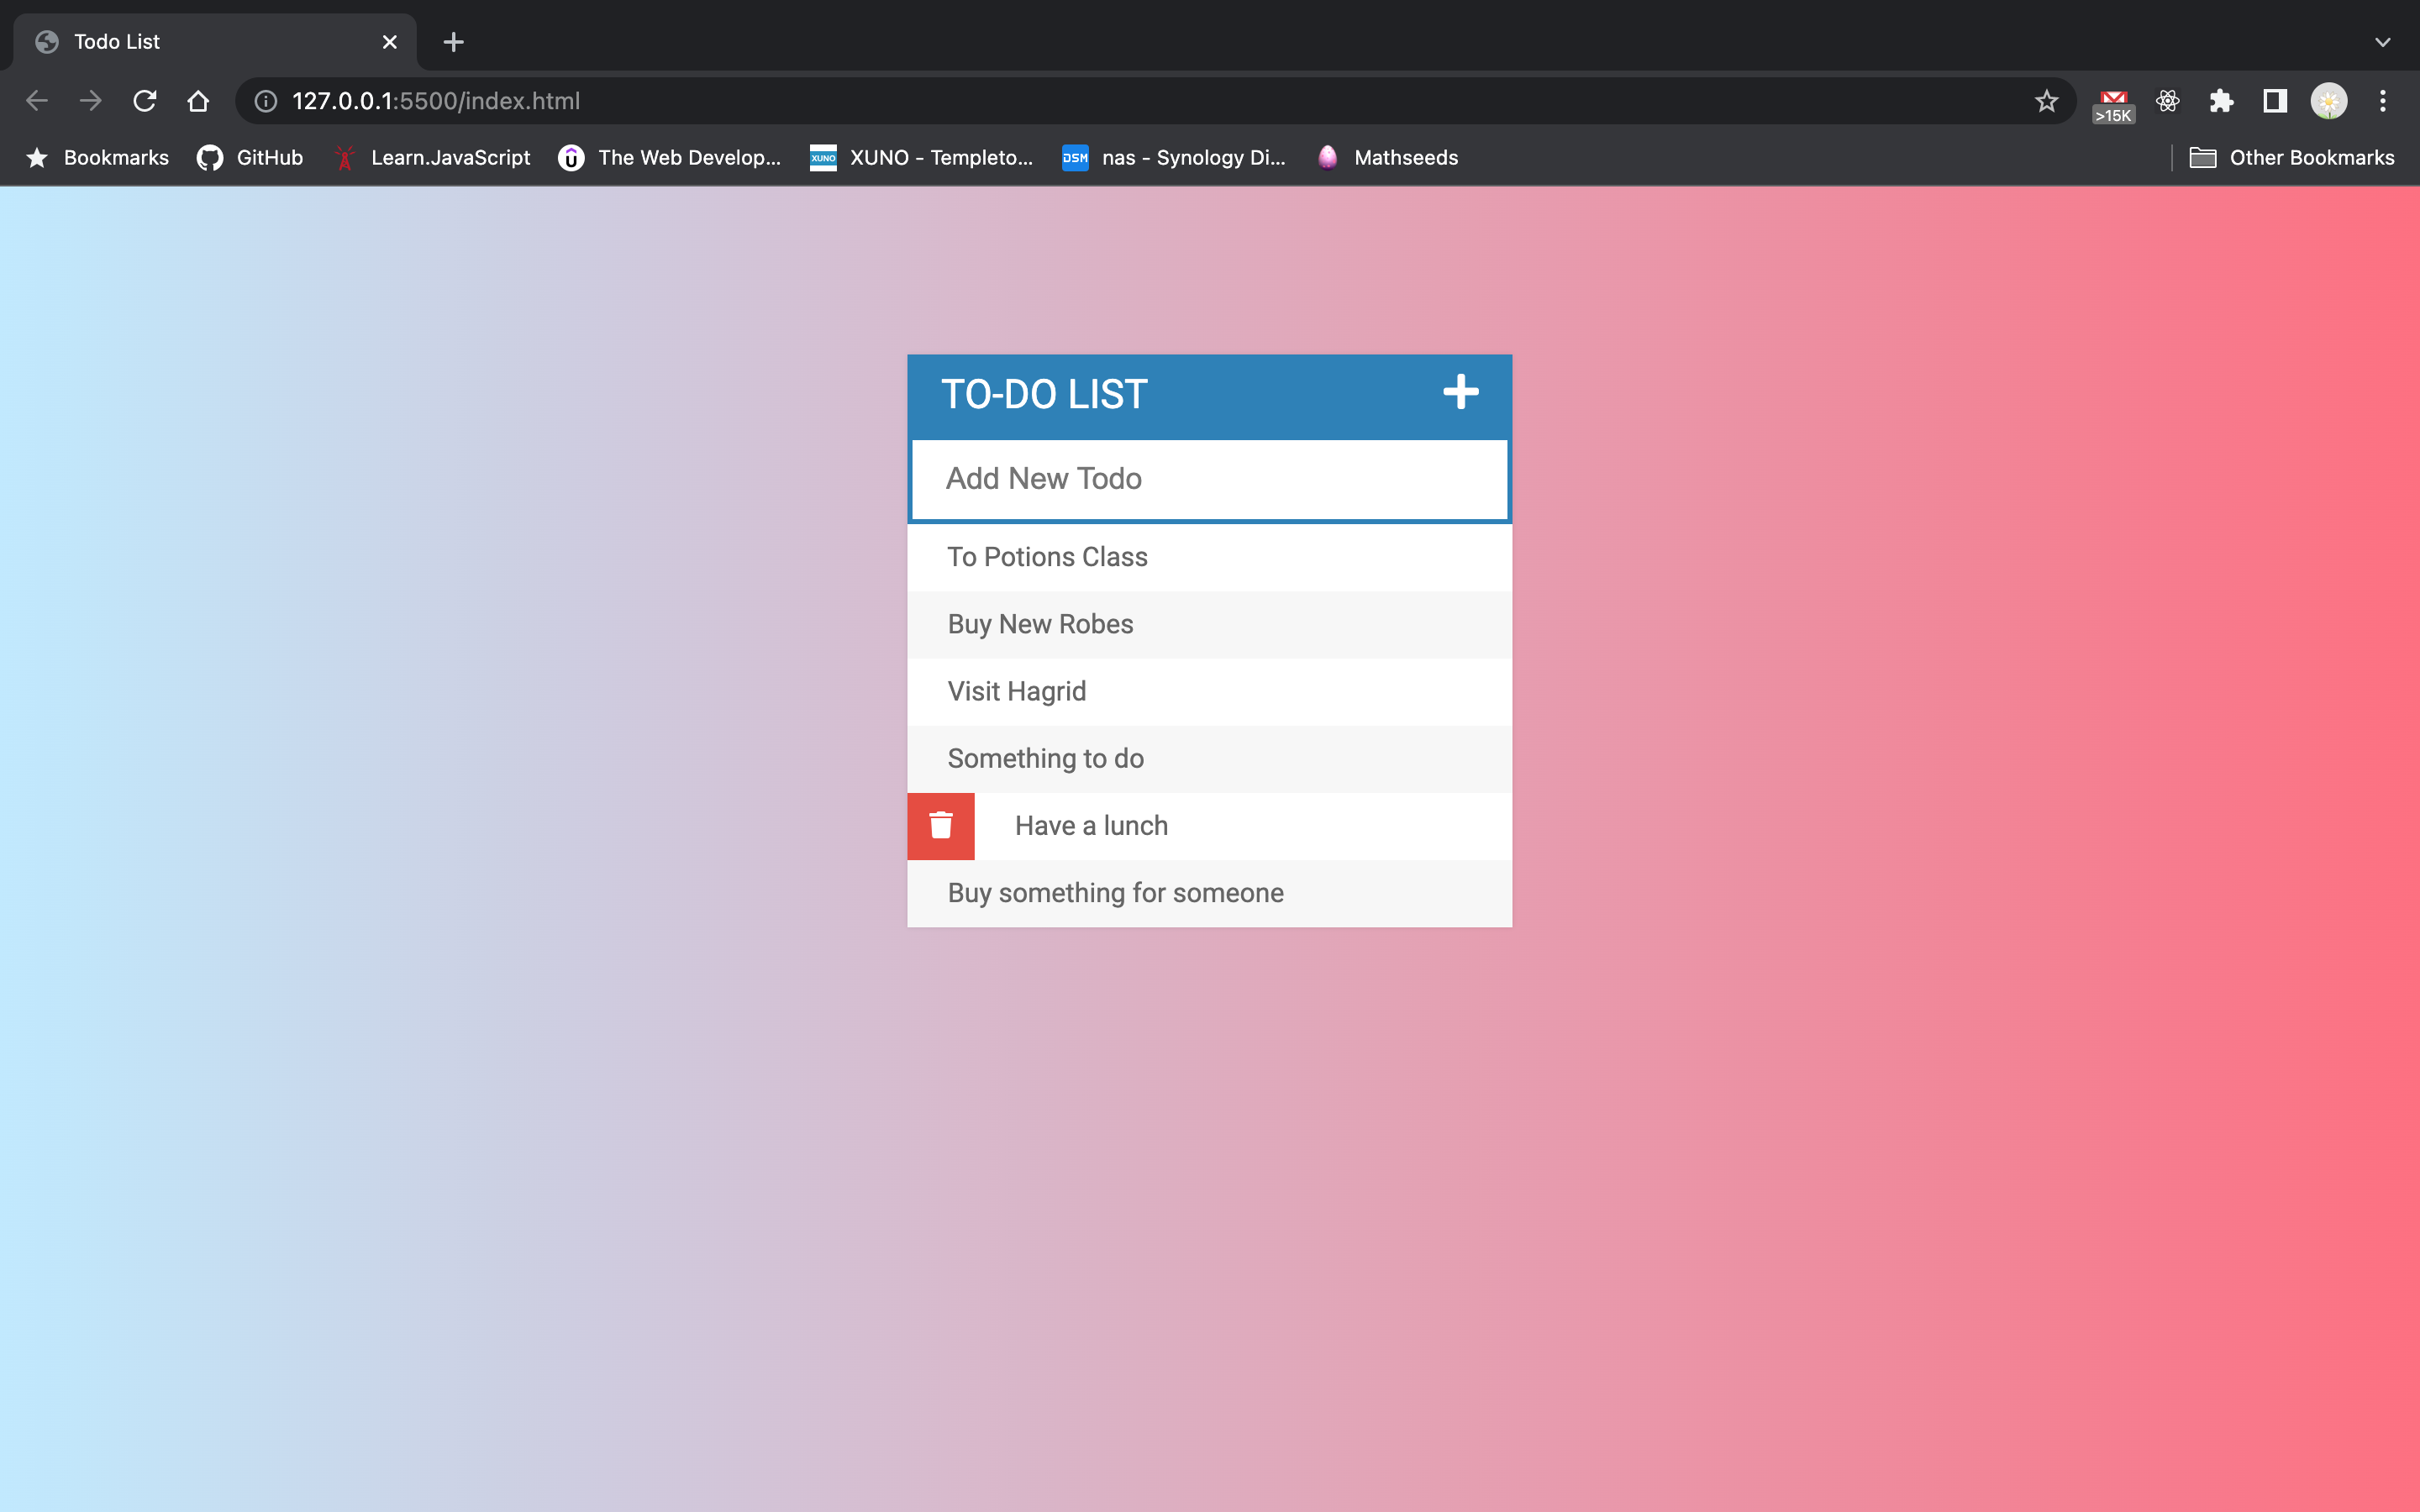 Todo List
127.0.0.1:5500/index.html
>15K
Bookmarks GitHub Learn.JavaScript The Web Develop... XUNO XUNO - Templeto... DSM nas - Synology Di... Mathseeds Other Bookmarks
TO-DO LIST
Add New Todo
To Potions Class
Buy New Robes
Visit Hagrid
Something to do
Have a lunch
Buy something for someone